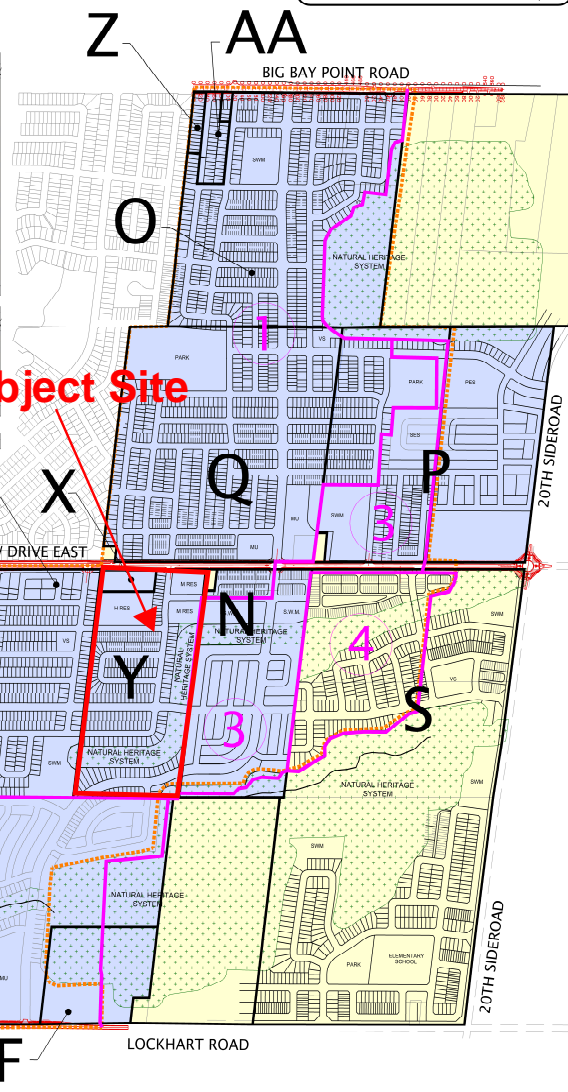 Z
AA
BIG BAY POINT ROAD
SWM
O
NATURAL HERITAGE
SYSTEM
1
VS
PARK
PARK
PES
bject Site
SES
20TH SIDEROAD
X
Q
P
MU
SWM
3
MU
DRIVE EAST
M RES
H RES
M RES
N
S.W.M.
SWM
NATURAL HERITAGE
SYSTEM
4
VS
Y
NATURAL
HERITAGE SYSTEM
VC
S
3
NATURAL HERITAGE
SYSTEM
SWM
SWM
NATURAL HERITAGE
SYSTEM
SWM
NATURAL HERITAGE
SYSTEM
20TH SIDEROAD
ELEMENTARY
SCHOOL
PARK
MU
F
LOCKHART ROAD